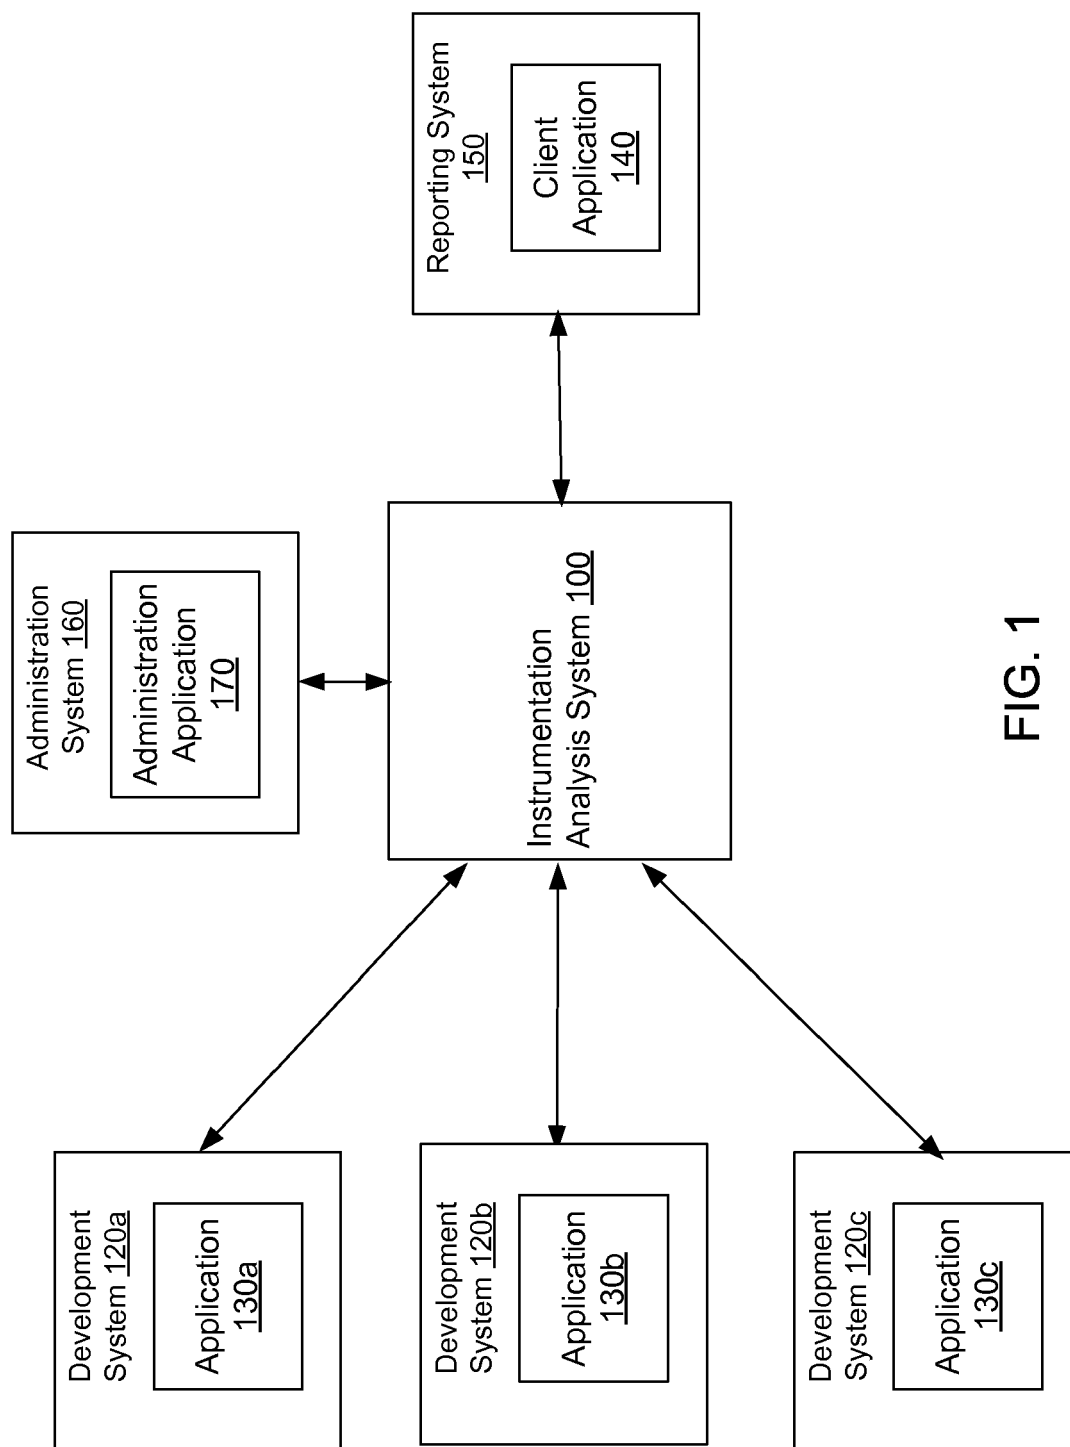 Administration
System 160
Administration
Application
170
Development
System 120a
Application
130a
Development
System 120b
Application
130b
Development
System 120c
Application
130c
Instrumentation
Analysis System 100
Reporting System
150
Client
Application
140
FIG. 1